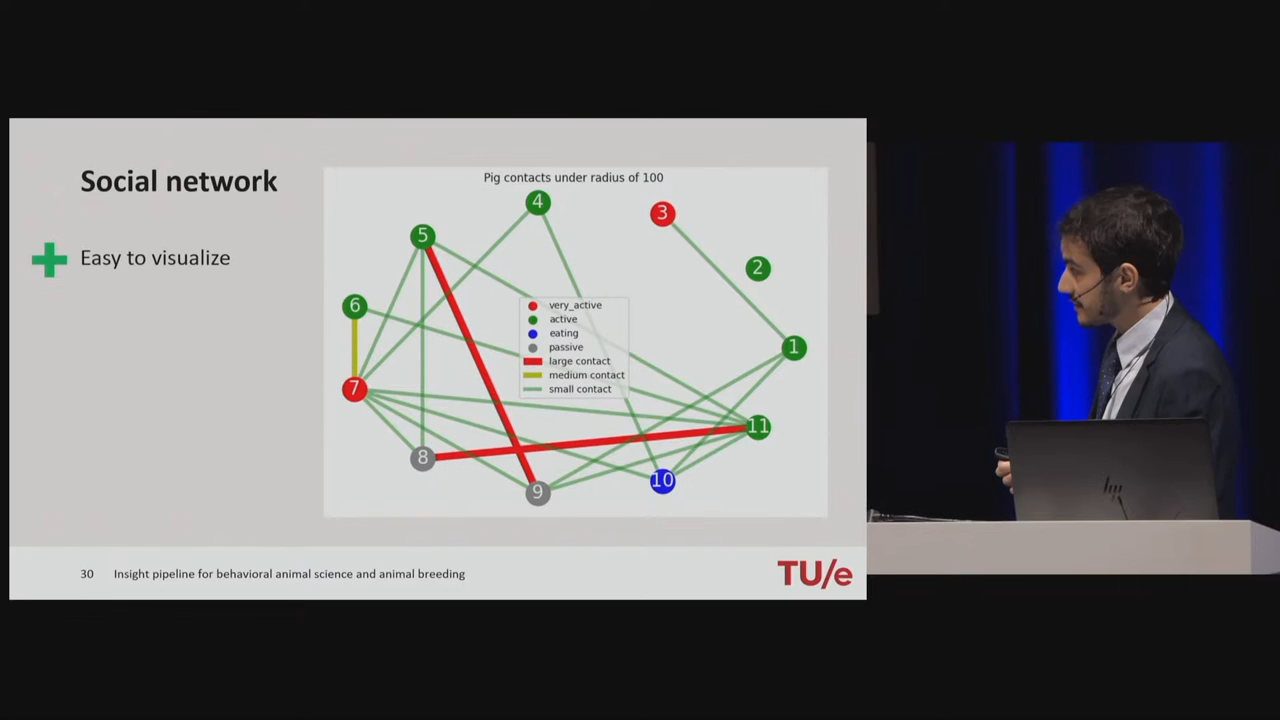 Social network
Easy to visualize
Pig contacts under radius of 100
4
3
5
2
6
1
7
11
8
10
9
very_active
active
eating
passive
large contact
medium contact
small contact
30 Insight pipeline for behavioral animal science and animal breeding
TU/e
hp